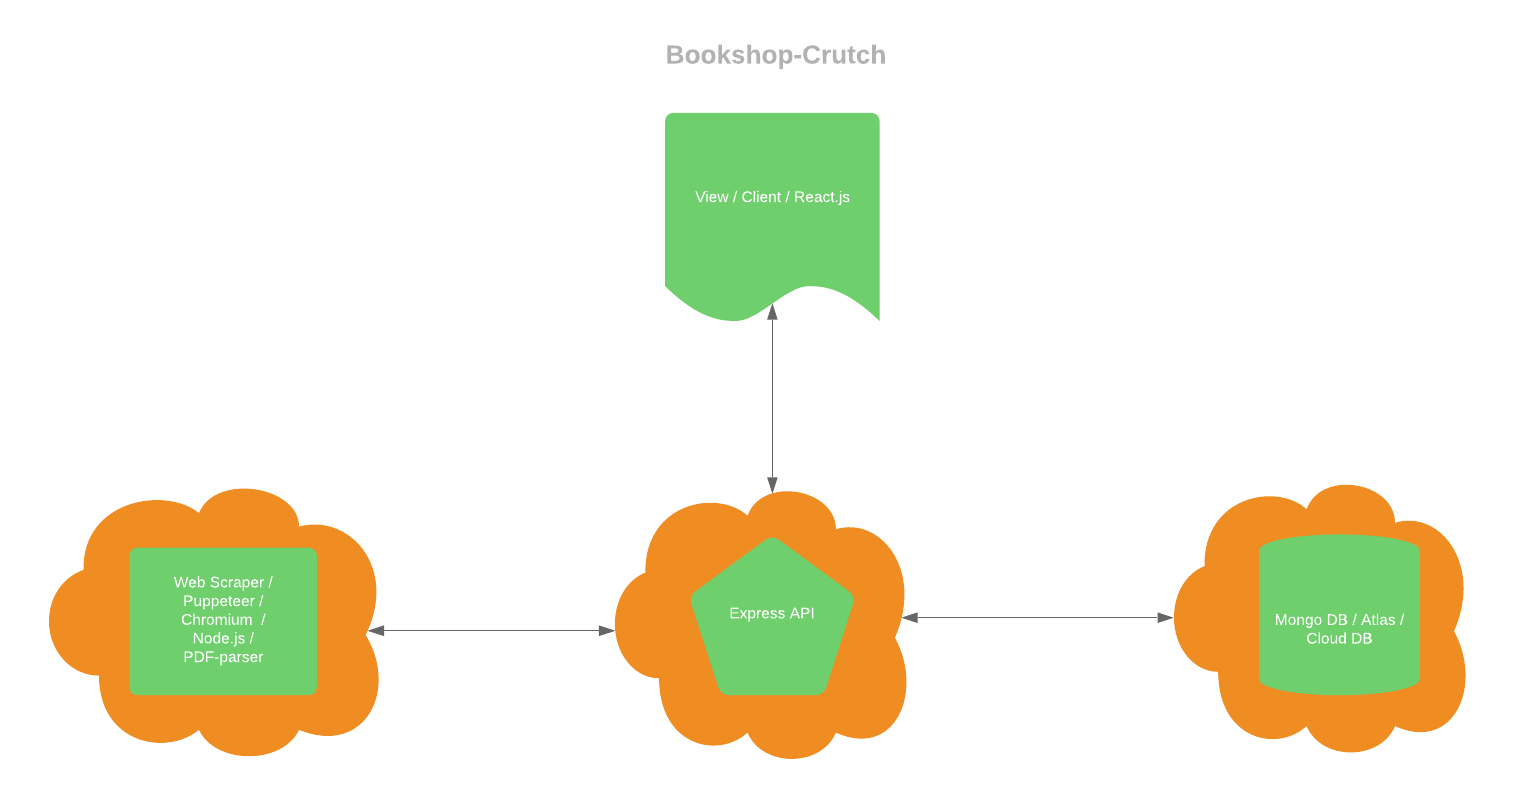 Bookshop-Crutch
View / Client / React.js
Web Scraper /
Puppeteer /
Chromium  /
Node.js /
PDF-parser
Express API
Mongo DB / Atlas /
Cloud DB